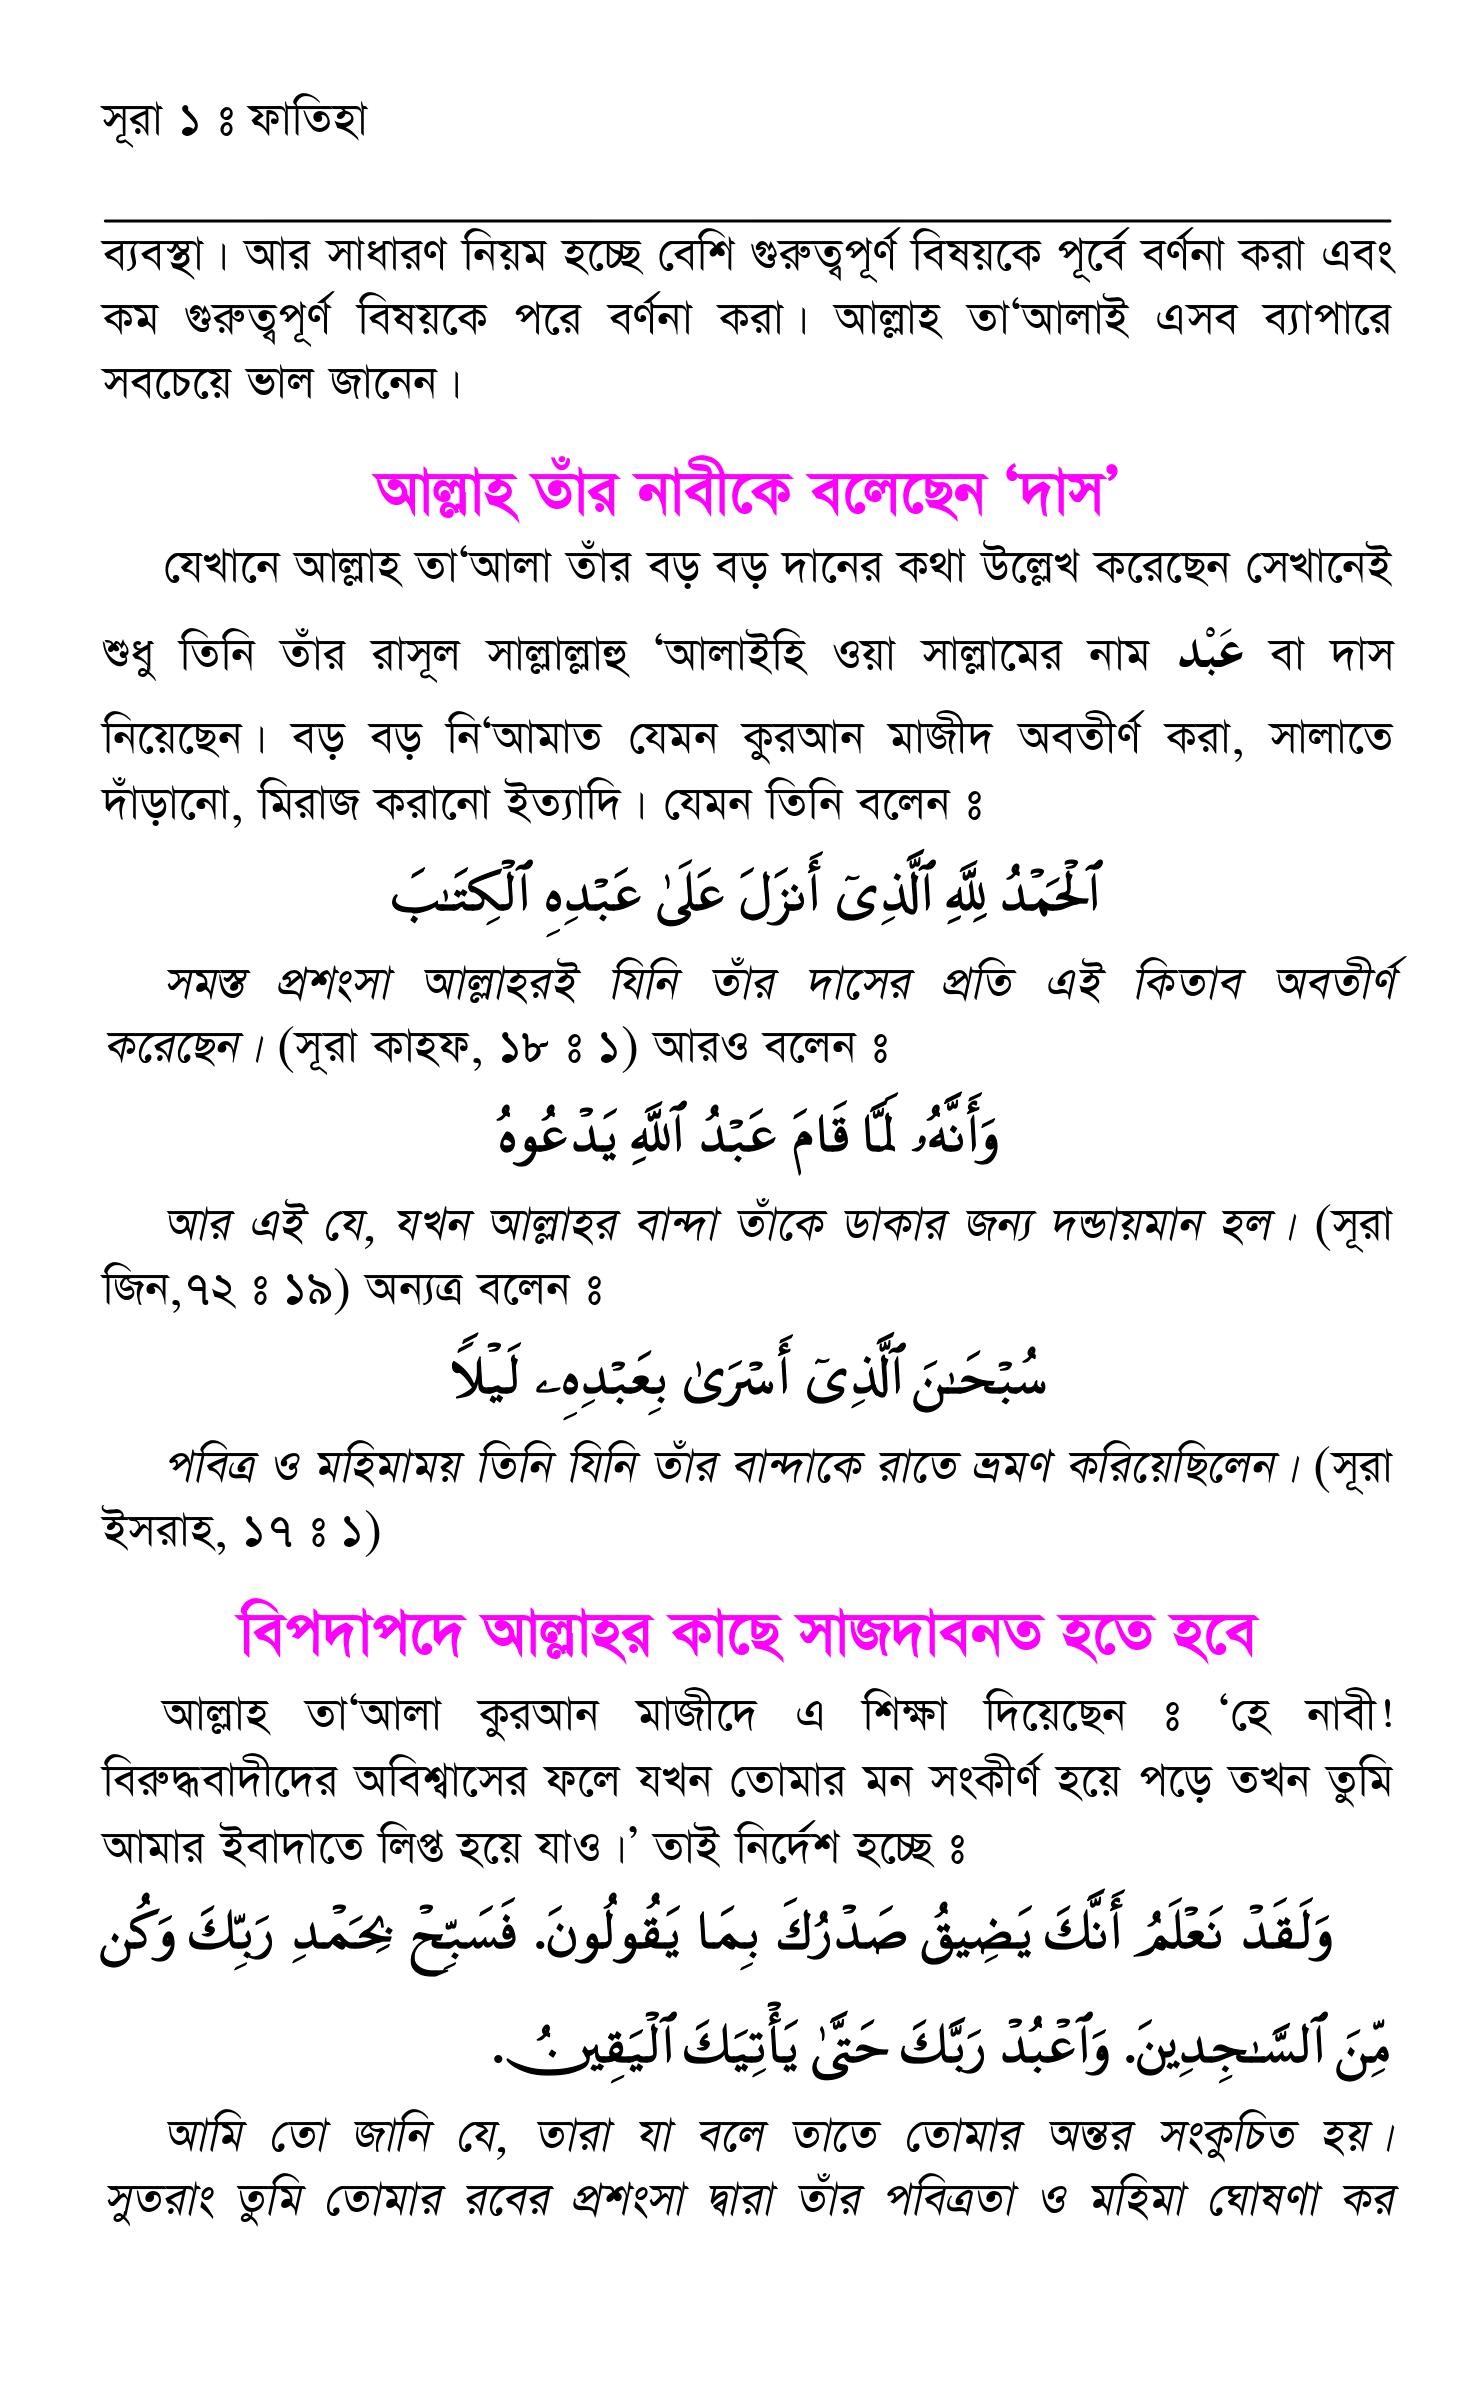 সূরা ১ ঃ ফাতিহা
ব্যবস্থা। আর সাধারণ নিয়ম হচ্ছে বেশি গুরুত্বপূর্ণ বিষয়কে পূর্বে বর্ণনা করা এবং
কম গুরুত্বপূর্ণ বিষয়কে পরে বর্ণনা করা। আল্লাহ তা‘আলাই এসব ব্যাপারে
সবচেয়ে ভাল জানেন।
আল্লাহ তাঁর নাবীকে বলেছেন ‘দাস’
যেখানে আল্লাহ তা‘আলা তাঁর বড় বড় দানের কথা উল্লেখ করেছেন সেখানেই
শুধু তিনি তাঁর রাসূল সাল্লাল্লাহু ‘আলাইহি ওয়া সাল্লামের নাম عَبْد বা দাস
নিয়েছেন। বড় বড় নি‘আমাত যেমন কুরআন মাজীদ অবতীর্ণ করা, সালাতে
দাঁড়ানো, মিরাজ করানো ইত্যাদি। যেমন তিনি বলেন ঃ
ٱلْحَمْدُ لِلَّهِ ٱلَّذِىٓ أَنزَلَ عَلَىٰ عَبْدِهِ ٱلْكِتَـٰبَ
সমস্ত প্রশংসা আল্লাহরই যিনি তাঁর দাসের প্রতি এই কিতাব অবতীর্ণ
করেছেন। (সূরা কাহফ, ১৮ ঃ ১) আরও বলেন ঃ
وَأَنَّهُۥ لَمَّا قَامَ عَبْدُ ٱللَّهِ يَدْعُوهُ
আর এই যে, যখন আল্লাহর বান্দা তাঁকে ডাকার জন্য দন্ডায়মান হল। (সূরা
জিন,৭২ ঃ ১৯) অন্যত্র বলেন ঃ
سُبْحَـٰنَ ٱلَّذِىٓ أَسْرَىٰ بِعَبْدِهِۦ لَيْلاً
পবিত্র ও মহিমাময় তিনি যিনি তাঁর বান্দাকে রাতে ভ্রমণ করিয়েছিলেন। (সূরা
ইসরাহ, ১৭ ঃ ১)
বিপদাপদে আল্লাহর কাছে সাজদাবনত হতে হবে
আল্লাহ তা‘আলা কুরআন মাজীদে এ শিক্ষা দিয়েছেন ঃ ‘হে নাবী!
বিরুদ্ধবাদীদের অবিশ্বাসের ফলে যখন তোমার মন সংকীর্ণ হয়ে পড়ে তখন তুমি
আমার ইবাদাতে লিপ্ত হয়ে যাও।’ তাই নির্দেশ হচ্ছে ঃ
وَلَقَدْ نَعْلَمُ أَنَّكَ يَضِيقُ صَدْرُكَ بِمَا يَقُولُونَ. فَسَبِّحْ بِحَمْدِ رَبِّكَ وَكُن
مِّنَ ٱلسَّـٰجِدِينَ. وَٱعْبُدْ رَبَّكَ حَتَّىٰ يَأْتِيَكَ ٱلْيَقِينُ.
আমি তো জানি যে, তারা যা বলে তাতে তোমার অন্তর সংকুচিত হয়।
সুতরাং তুমি তোমার রবের প্রশংসা দ্বারা তাঁর পবিত্রতা ও মহিমা ঘোষণা কর